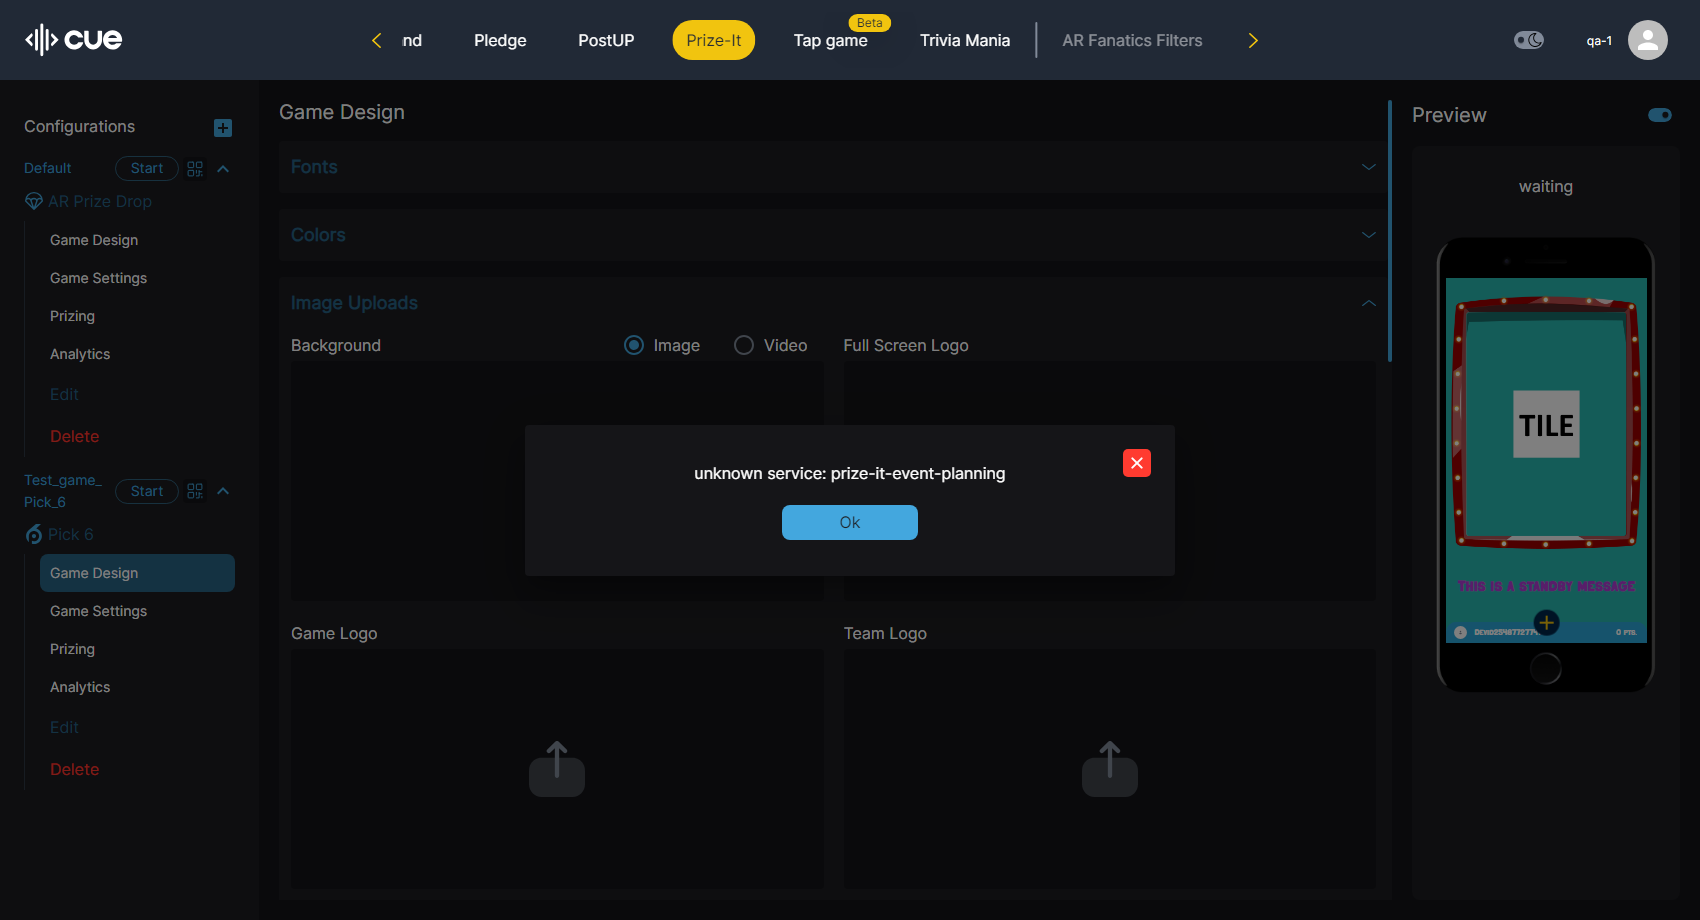 cue
nd
Pledge
PostUP
Prize-It
Tap game
Beta
Trivia Mania
AR Fanatics Filters
qa-1
Configurations
Default
Start
AR Prize Drop
Game Design
Game Settings
Prizing
Analytics
Edit
Delete
Test_game_
Pick_6
Start
Pick 6
Game Design
Game Settings
Prizing
Analytics
Edit
Delete
Game Design
Fonts
Colors
Image Uploads
Background
Image
Video
Full Screen Logo
unknown service: prize-it-event-planning
Ok
Game Logo
Team Logo
Preview
waiting
TILE
This is a standby message
0 pts.